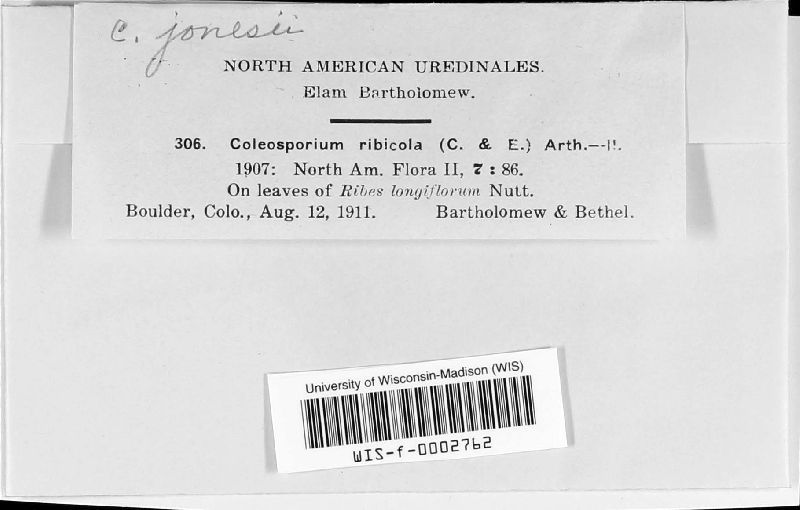 C. jonesii
NORTH AMERICAN UREDINALES.
Elam Bartholomew.
306. Coleosporium ribicola (C. & E.) Arth.--II.
1907: North Am. Flora II, 7 : 86.
On leaves of Ribes longiflorum Nutt.
Boulder, Colo., Aug. 12, 1911. Bartholomew & Bethel.
University of Wisconsin-Madison (WIS)
WIS-f-0002762